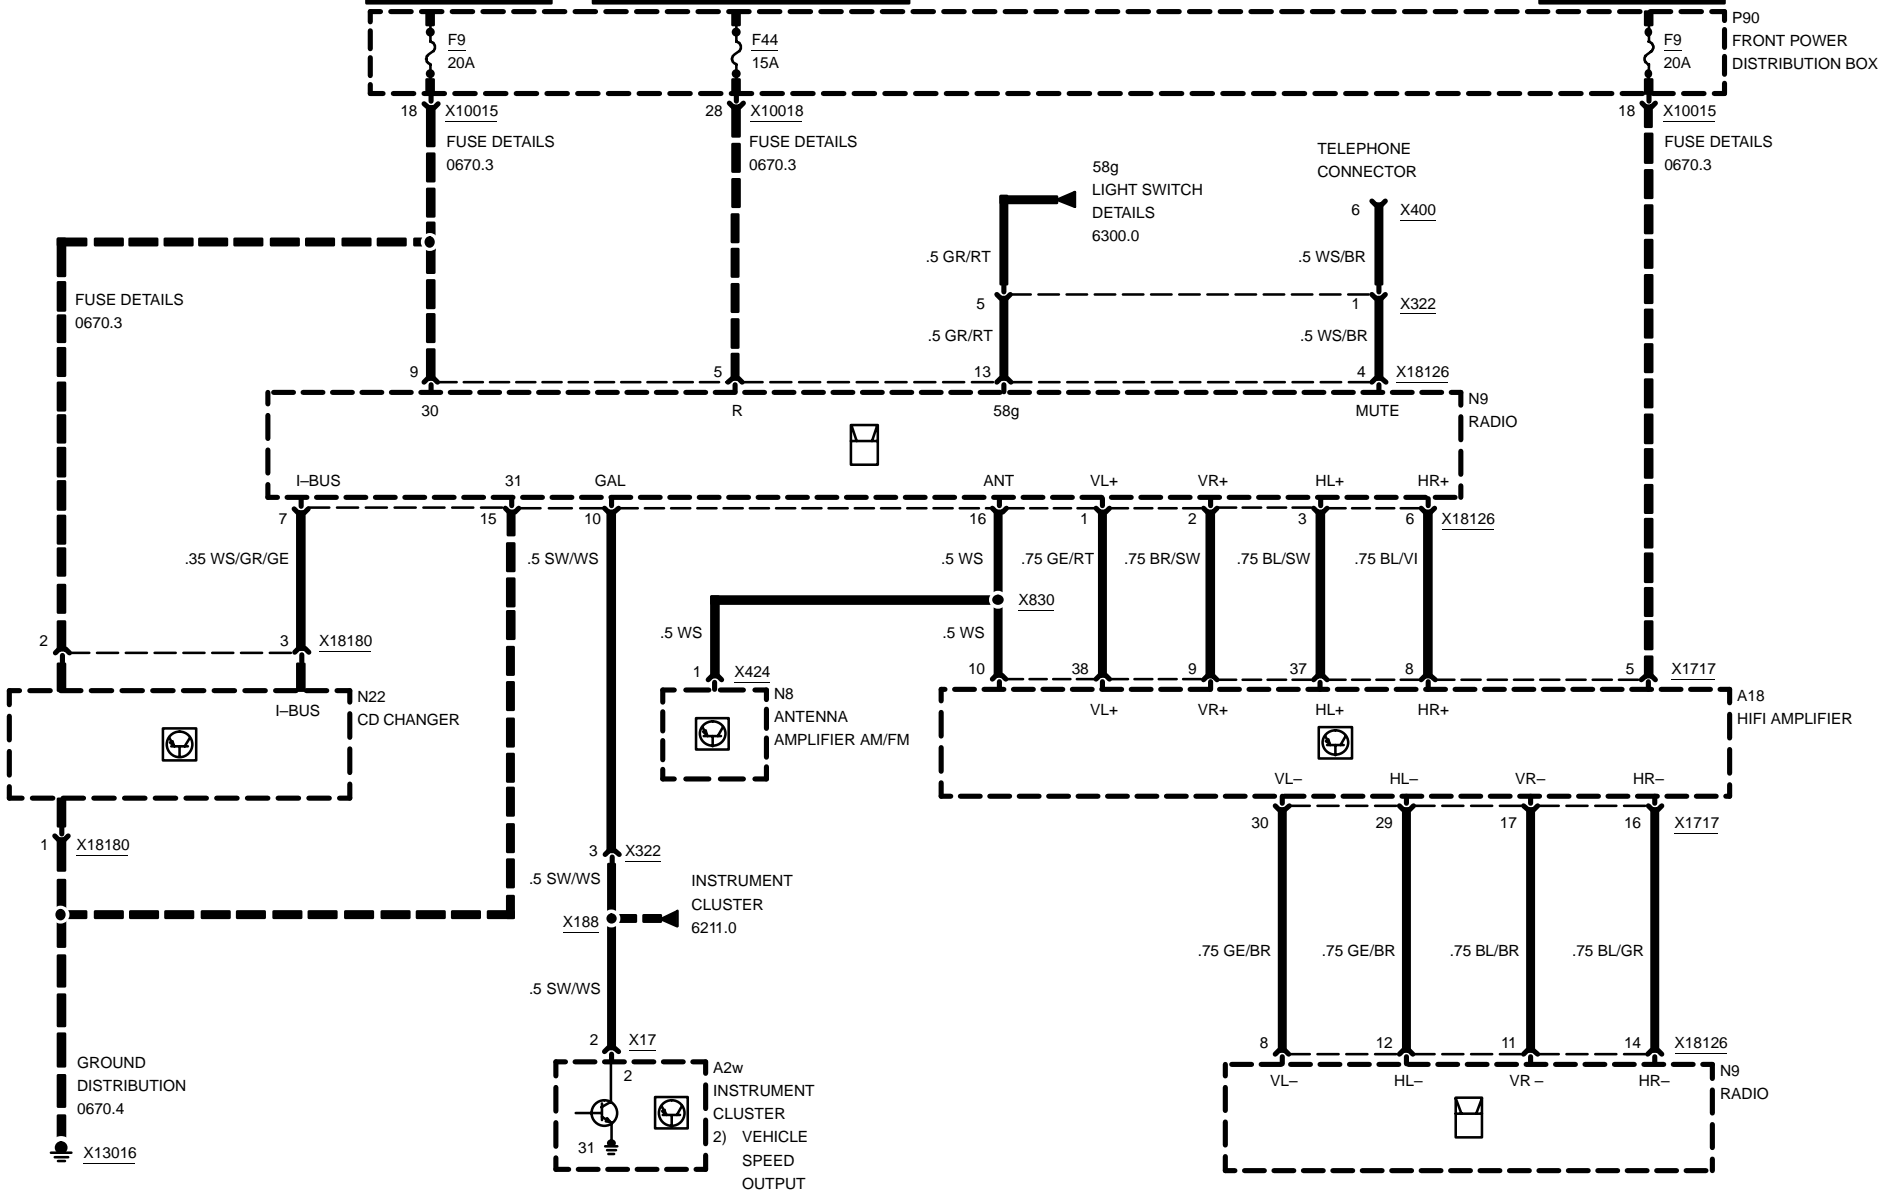 P90
FRONT POWER
DISTRIBUTION BOX
F9
20A
F44
15A
F9
20A
18 X10015
FUSE DETAILS
0670.3
28 X10018
FUSE DETAILS
0670.3
18 X10015
FUSE DETAILS
0670.3
TELEPHONE
CONNECTOR
6 X400
58g
LIGHT SWITCH
DETAILS
6300.0
.5 GR/RT
.5 WS/BR
FUSE DETAILS
0670.3
5
1 X322
.5 GR/RT
.5 WS/BR
9
5
13
4 X18126
30
R
58g
MUTE
N9
RADIO
I–BUS
31
GAL
ANT
VL+
VR+
HL+
HR+
7
15
10
16
1
2
3
6 X18126
.35 WS/GR/GE
.5 SW/WS
.5 WS
.75 GE/RT
.75 BR/SW
.75 BL/SW
.75 BL/VI
X830
.5 WS
.5 WS
2
3 X18180
1 X424
10
38
9
37
8
5 X1717
I–BUS
N22
CD CHANGER
N8
ANTENNA
AMPLIFIER AM/FM
VL+
VR+
HL+
HR+
A18
HIFI AMPLIFIER
VL–
HL–
VR–
HR–
30
29
17
16 X1717
1 X18180
3 X322
.5 SW/WS
INSTRUMENT
CLUSTER
6211.0
X188
.75 GE/BR
.75 GE/BR
.75 BL/BR
.75 BL/GR
.5 SW/WS
2 X17
8
12
11
14 X18126
GROUND
DISTRIBUTION
0670.4
X13016
2
31
A2w
INSTRUMENT
CLUSTER
2) VEHICLE
SPEED
OUTPUT
VL–
HL–
VR –
HR–
N9
RADIO